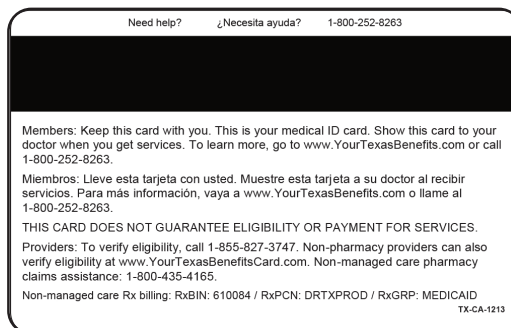 Need help? ¿Necesita ayuda? 1-800-252-8263
Members: Keep this card with you. This is your medical ID card. Show this card to your
doctor when you get services. To learn more, go to www.YourTexasBenefits.com or call
1-800-252-8263.
Miembros: Lleve esta tarjeta con usted. Muestre esta tarjeta a su doctor al recibir
servicios. Para más información, vaya a www.YourTexasBenefits.com o llame al
1-800-252-8263.
THIS CARD DOES NOT GUARANTEE ELIGIBILITY OR PAYMENT FOR SERVICES.
Providers: To verify eligibility, call 1-855-827-3747. Non-pharmacy providers can also
verify eligibility at www.YourTexasBenefitsCard.com. Non-managed care pharmacy
claims assistance: 1-800-435-4165.
Non-managed care Rx billing: RxBIN: 610084 / RxPCN: DRTXPROD / RxGRP: MEDICAID
TX-CA-1213